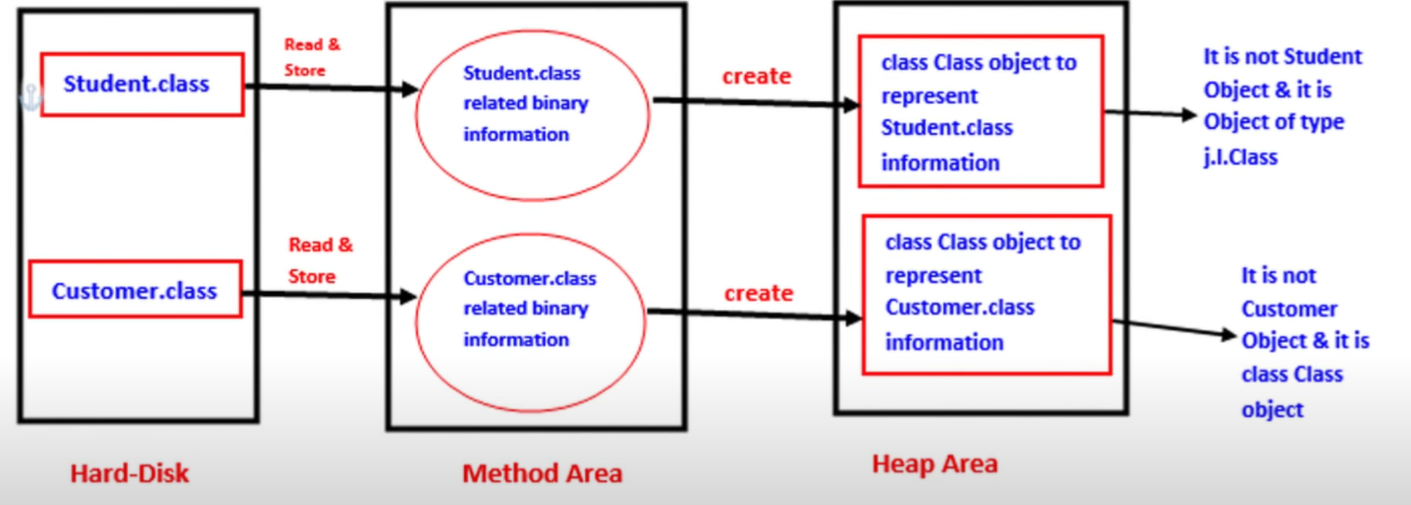 Student.class
Read &
Store
Student.class
related binary
information
create
class Class object to
represent
Student.class
information
It is not Student
Object & it is
Object of type
j.l.Class
Customer.class
Read &
Store
Customer.class
related binary
information
create
class Class object to
represent
Customer.class
information
It is not
Customer
Object & it is
class Class
object
Hard-Disk
Method Area
Heap Area